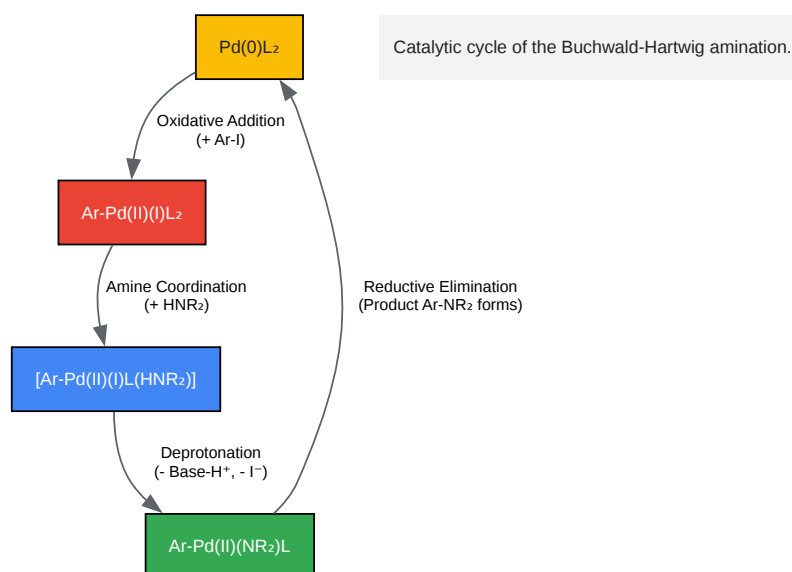 Pd(0)L₂
Catalytic cycle of the Buchwald-Hartwig amination.
Oxidative Addition
(+ Ar-I)
Ar-Pd(II)(I)L₂
Amine Coordination
(+ HNR₂)
Reductive Elimination
(Product Ar-NR₂ forms)
[Ar-Pd(II)(I)L(HNR₂)]
Deprotonation
(- Base-H⁺, - I⁻)
Ar-Pd(II)(NR₂)L